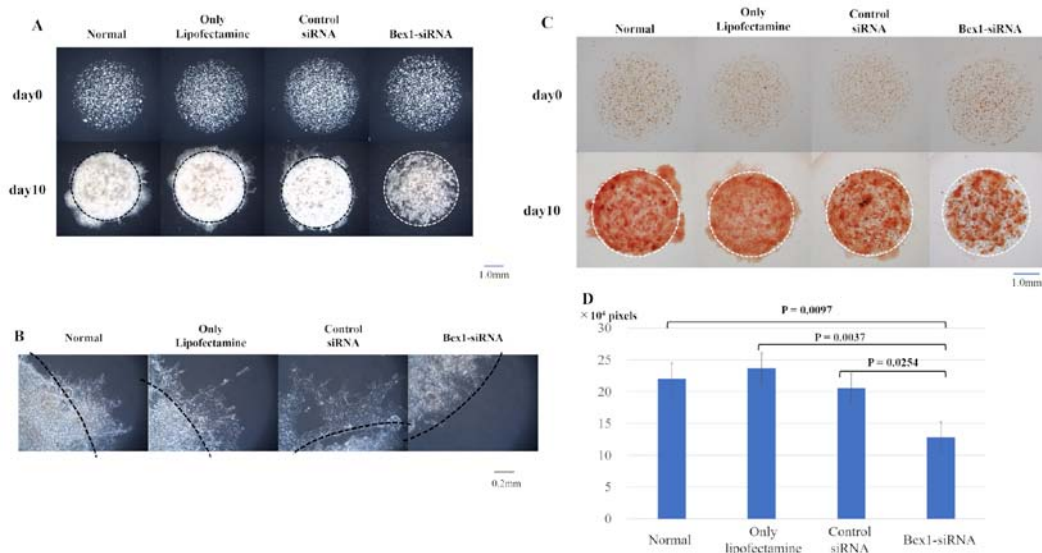 A
Normal
Only
Lipofectamine
Control
siRNA
Bex1-siRNA
day0
day10
1.0mm
B
Normal
Only
Lipofectamine
Control
siRNA
Bex1-siRNA
0.2mm
C
Normal
Only
Lipofectamine
Control
siRNA
Bex1-siRNA
day0
day10
1.0mm
D
×10⁴ pixels
P = 0.0097
P = 0.0037
P = 0.0254
30
25
20
15
10
5
0
Normal
Only
lipofectamine
Control
siRNA
Bex1-siRNA